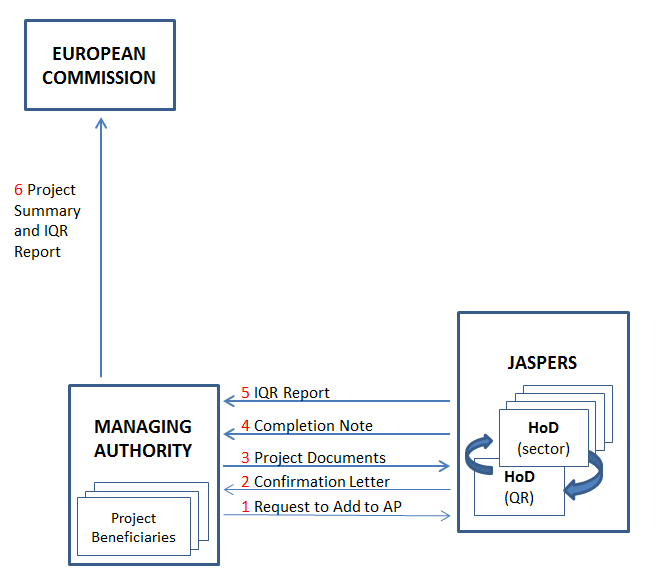 EUROPEAN
COMMISSION
6 Project
Summary
and IQR
Report
JASPERS
5 IQR Report
4 Completion Note
3 Project Documents
2 Confirmation Letter
1 Request to Add to AP
MANAGING
AUTHORITY
Project
Beneficiaries
HoD
(sector)
HoD
(QR)